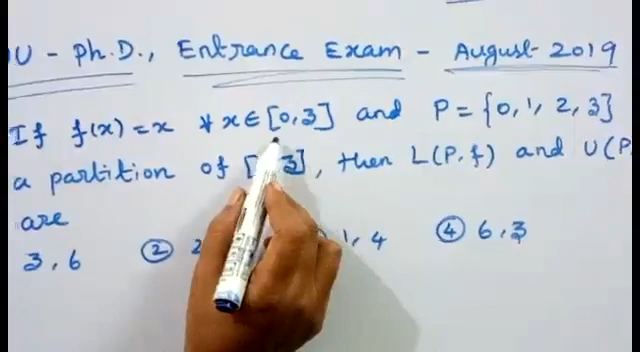 OU - Ph.D., Entrance Exam - August-2019
If f(x) = x ∀ x ∈ [0,3] and P = {0, 1, 2, 3}
a partition of [ 3], then L(P, f) and U(P
are
3, 6 ② 2 1, 4 ④ 6, 3